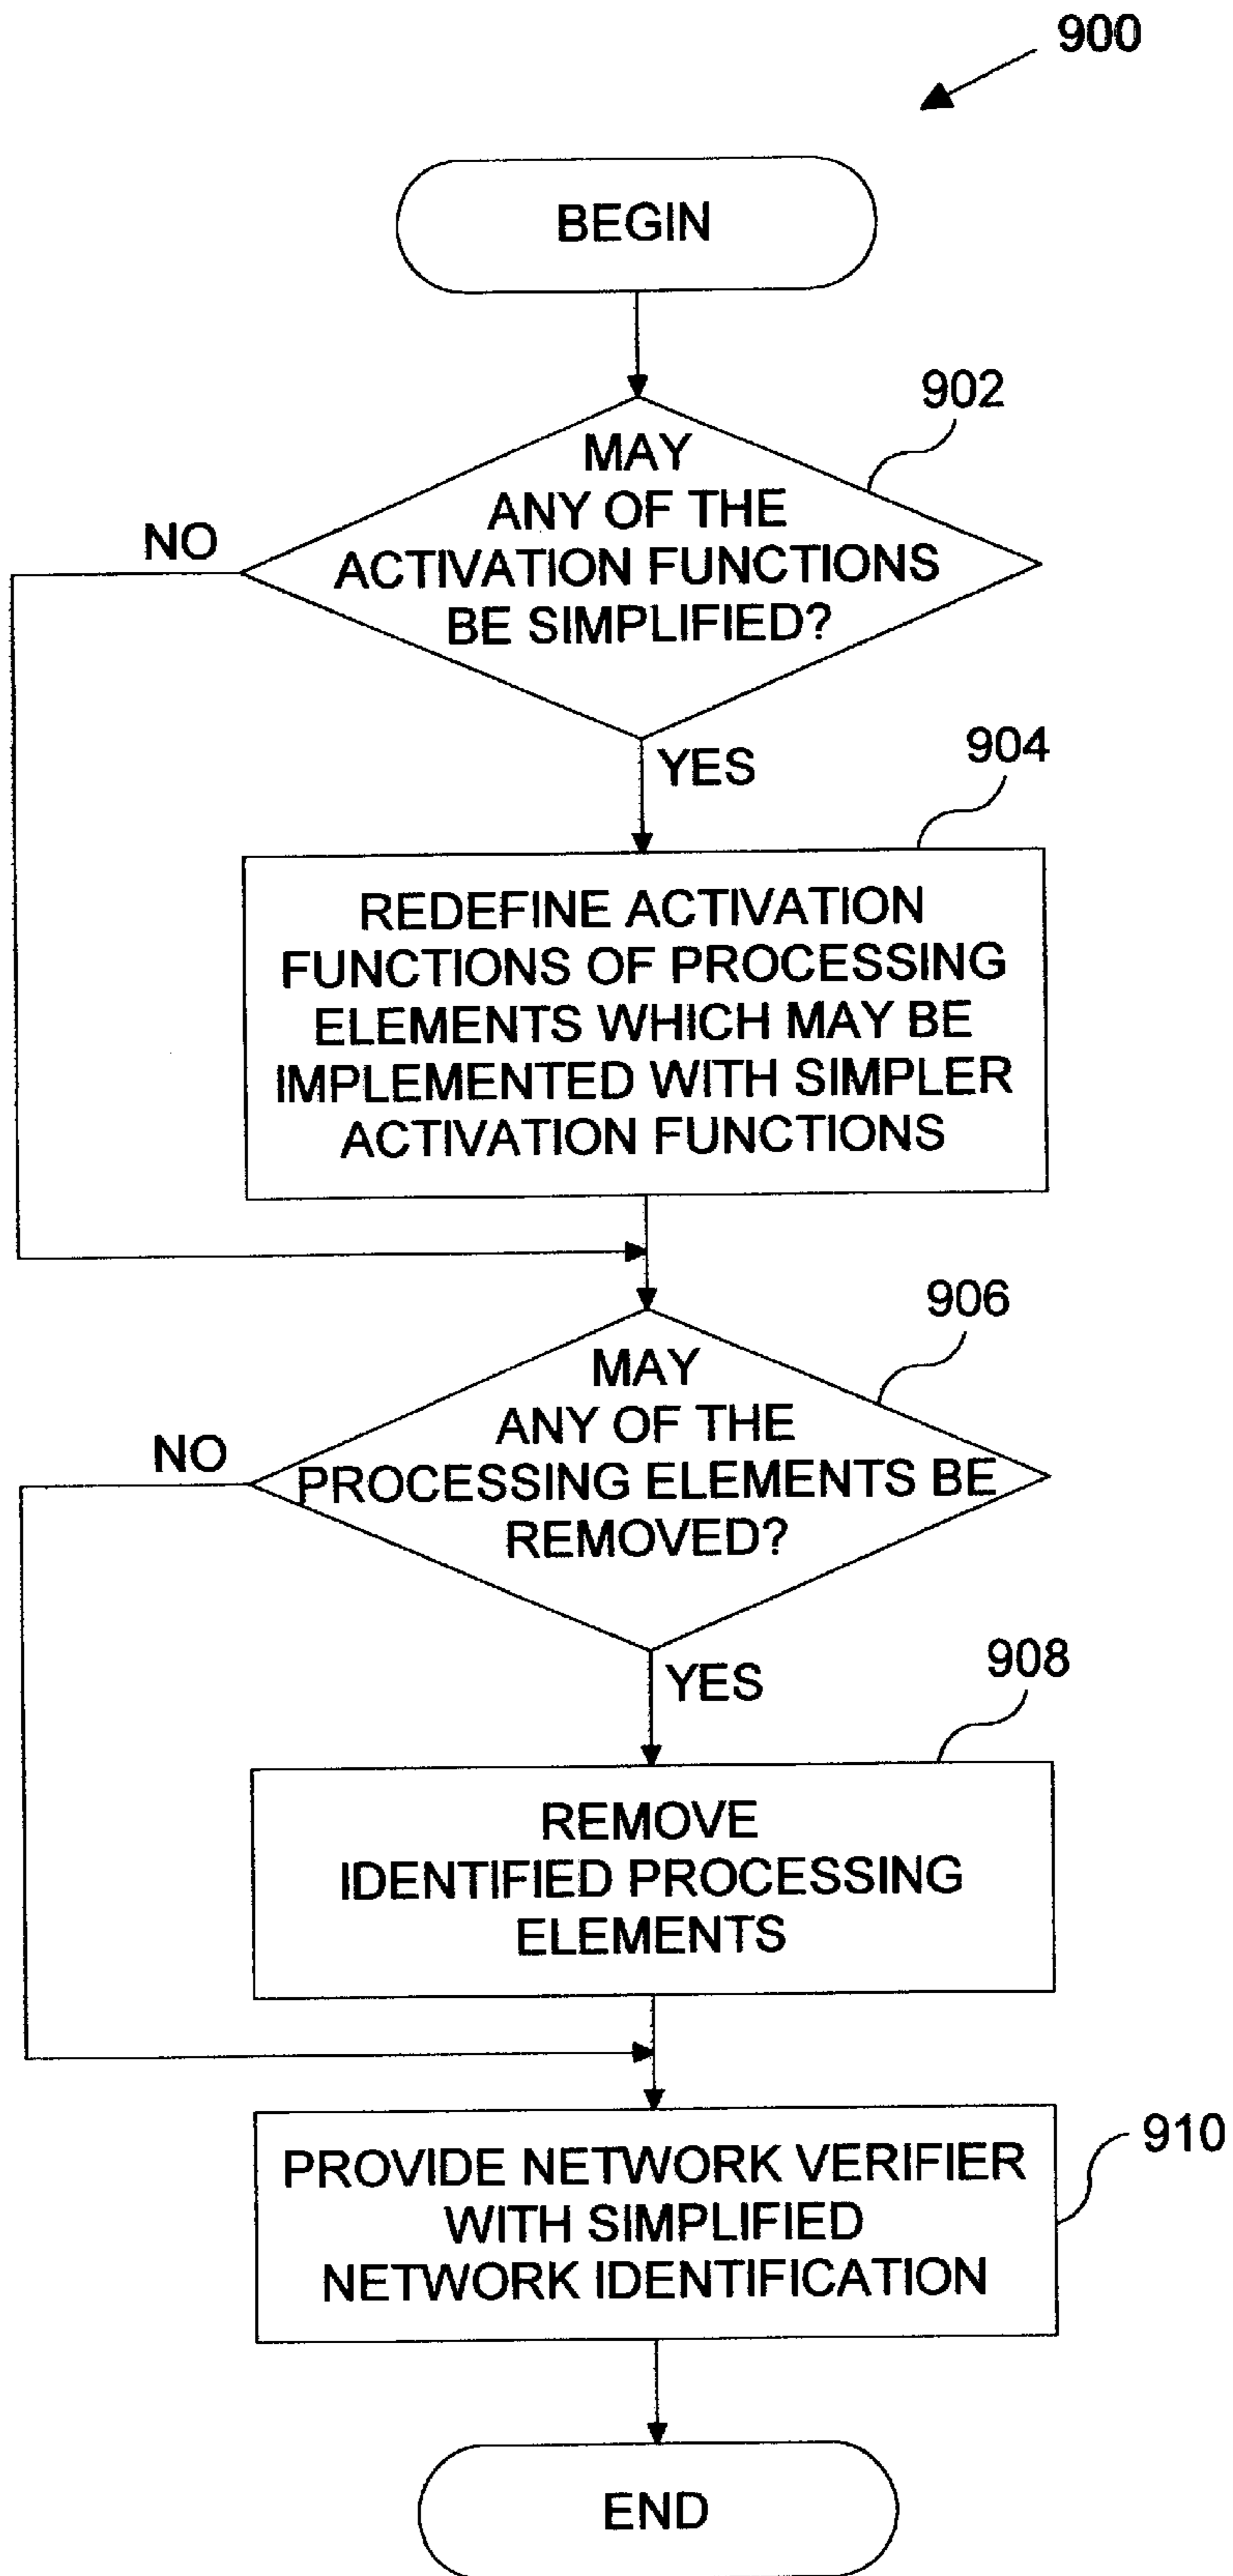 900
BEGIN
902
MAY
ANY OF THE
ACTIVATION FUNCTIONS
BE SIMPLIFIED?
NO
YES
904
REDEFINE ACTIVATION
FUNCTIONS OF PROCESSING
ELEMENTS WHICH MAY BE
IMPLEMENTED WITH SIMPLER
ACTIVATION FUNCTIONS
906
MAY
ANY OF THE
PROCESSING ELEMENTS BE
REMOVED?
NO
YES
908
REMOVE
IDENTIFIED PROCESSING
ELEMENTS
910
PROVIDE NETWORK VERIFIER
WITH SIMPLIFIED
NETWORK IDENTIFICATION
END